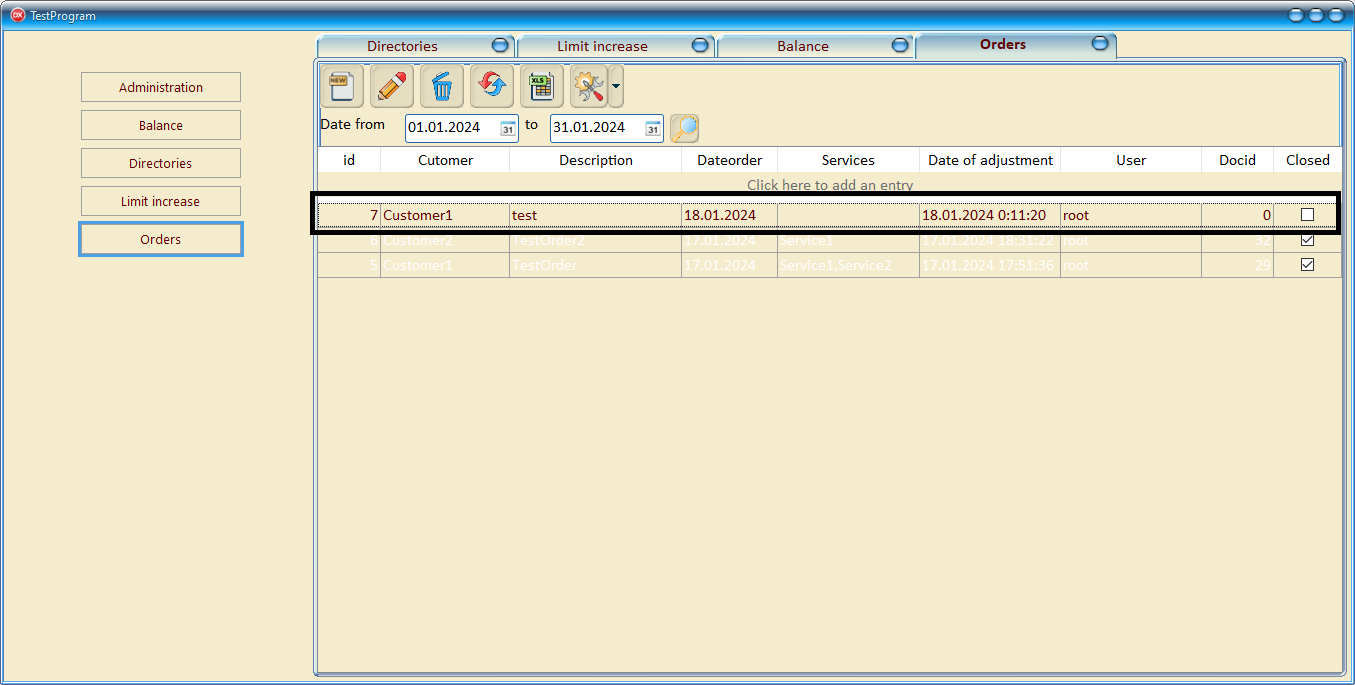 TestProgram
Directories Limit increase Balance Orders
Administration
Balance
Directories
Limit increase
Orders
NEW XLS
Date from 01.01.2024 31 to 31.01.2024 31
id Cutomer Description Dateorder Services Date of adjustment User Docid Closed
Click here to add an entry
7 Customer1 test 18.01.2024 18.01.2024 0:11:20 root 0
6 Customer2 TestOrder2 17.01.2024 Service1 17.01.2024 18:51:22 root 32
5 Customer1 TestOrder 17.01.2024 Service1,Service2 17.01.2024 17:51:36 root 29